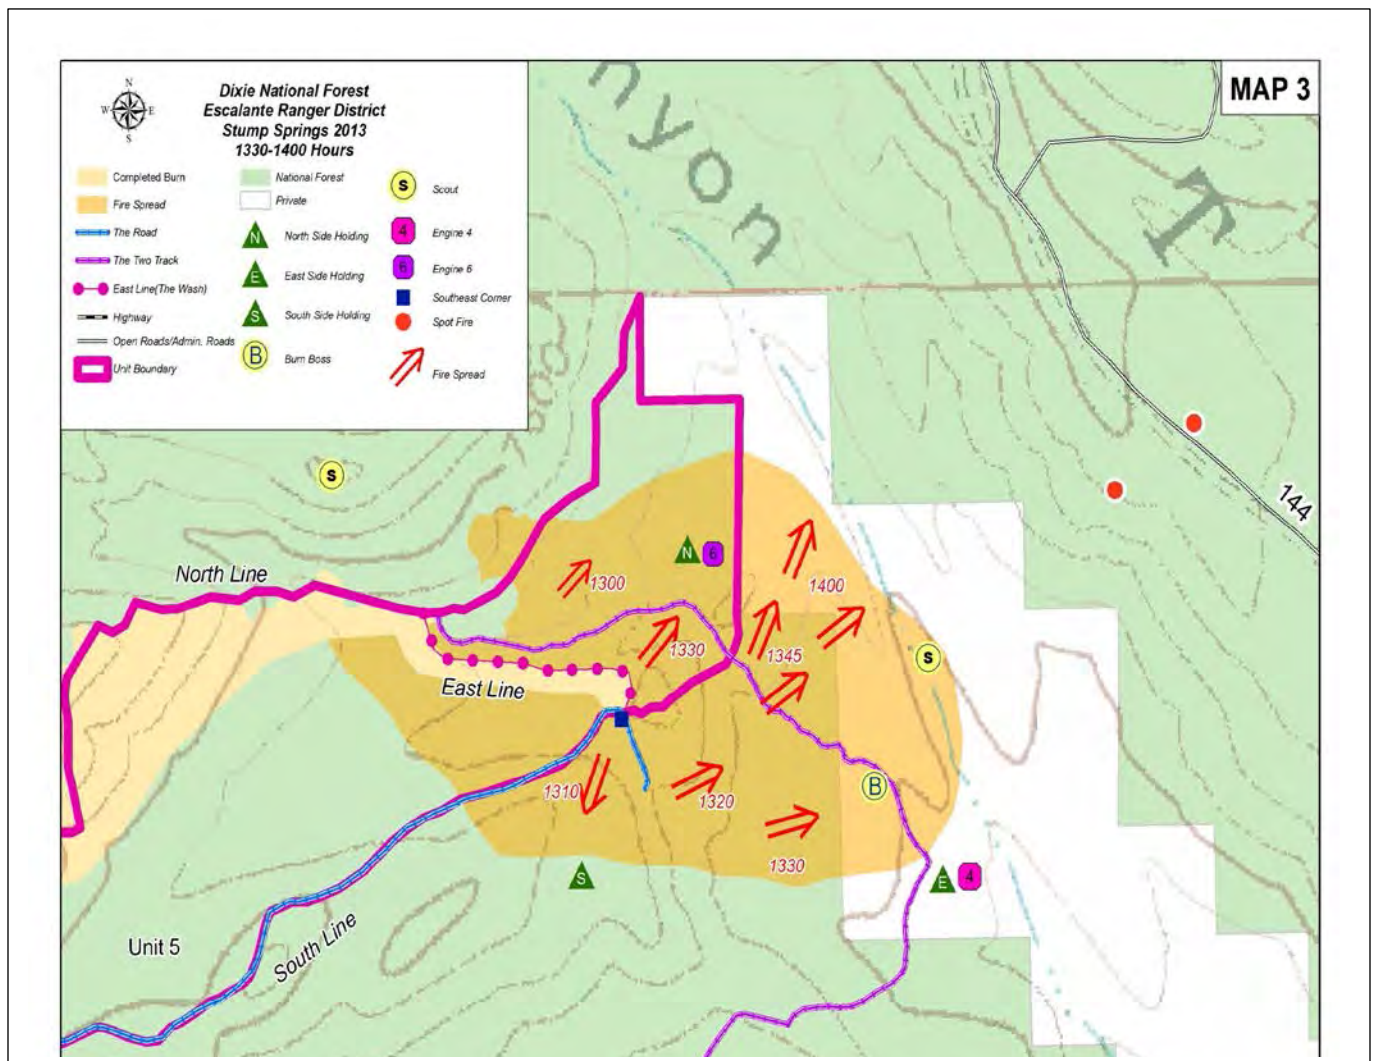 MAP 3
Dixie National Forest
Escalante Ranger District
Stump Springs 2013
1330-1400 Hours
N
W
E
S
Completed Burn
Fire Spread
The Road
The Two Track
East Line(The Wash)
Highway
Open Roads/Admin. Roads
Unit Boundary
National Forest
Private
N North Side Holding
E East Side Holding
S South Side Holding
B Burn Boss
S Scout
4 Engine 4
6 Engine 6
Southeast Corner
Spot Fire
Fire Spread
nyon
T
144
S
North Line
N 6
1300
1400
1330
1345
S
East Line
1310
1320
B
1330
S
E 4
Unit 5
South Line